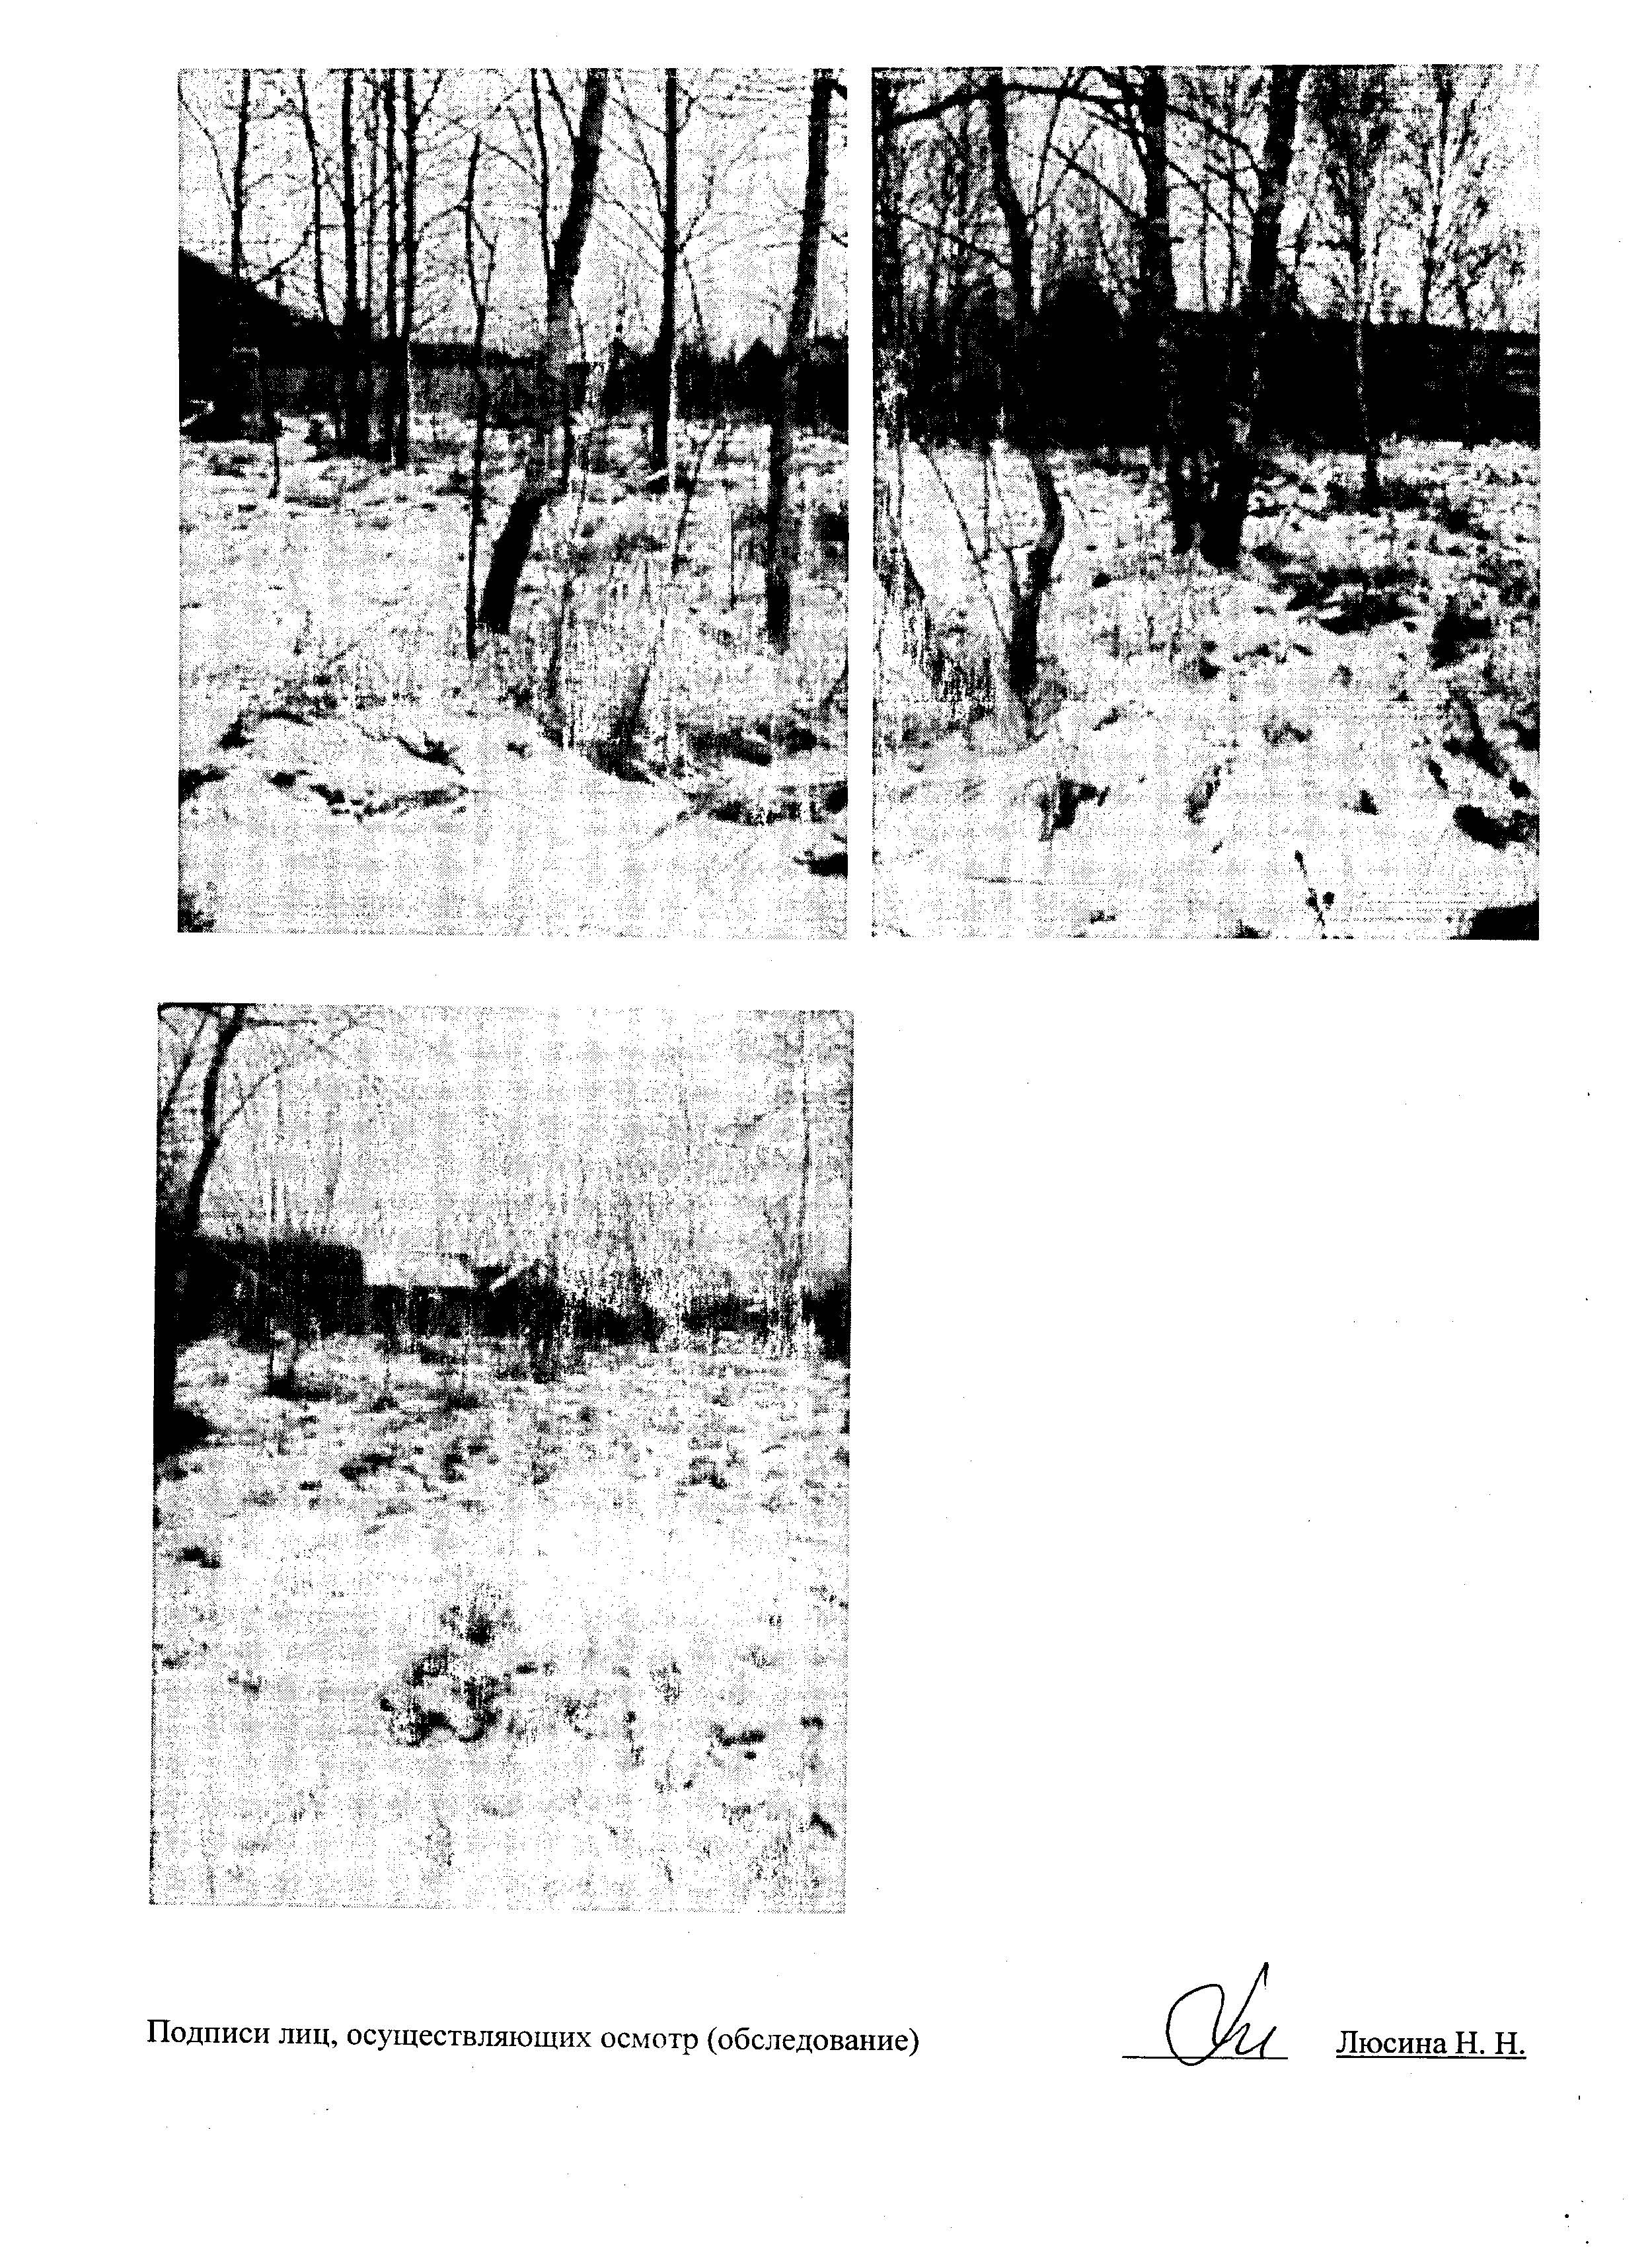 Подписи лиц, осуществляющих осмотр (обследование) Люсина Н. Н.